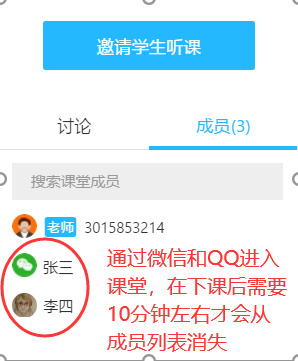 邀请学生听课
讨论 成员(3)
搜索课堂成员
老师 3015853214
张三
李四
通过微信和QQ进入
课堂，在下课后需要
10分钟左右才会从
成员列表消失